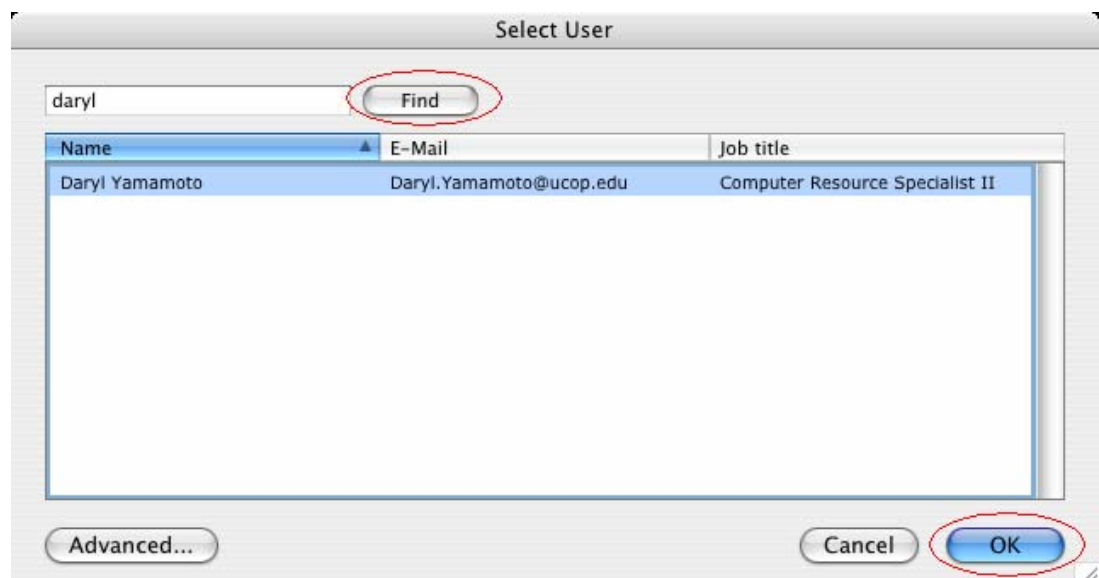 Select User
daryl Find
Name E-Mail Job title
Daryl Yamamoto Daryl.Yamamoto@ucop.edu Computer Resource Specialist II
Advanced... Cancel OK